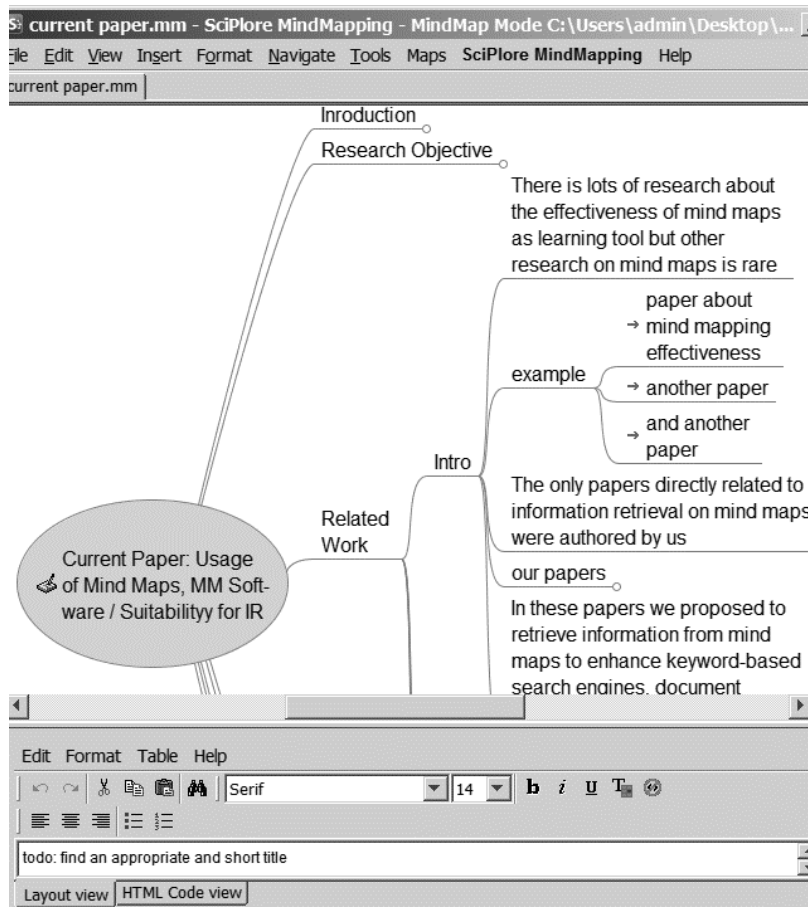 current paper.mm - SciPlore MindMapping - MindMap Mode C:\Users\admin\Desktop\...
File Edit View Insert Format Navigate Tools Maps SciPlore MindMapping Help
current paper.mm
Inroduction
Research Objective
There is lots of research about
the effectiveness of mind maps
as learning tool but other
research on mind maps is rare
paper about
mind mapping
effectiveness
example
another paper
and another
paper
Intro
The only papers directly related to
information retrieval on mind maps
were authored by us
Related
Work
our papers
Current Paper: Usage
of Mind Maps, MM Soft-
ware / Suitabilityy for IR
In these papers we proposed to
retrieve information from mind
maps to enhance keyword-based
search engines, document
Edit Format Table Help
Serif 14 b i U T
todo: find an appropriate and short title
Layout view HTML Code view